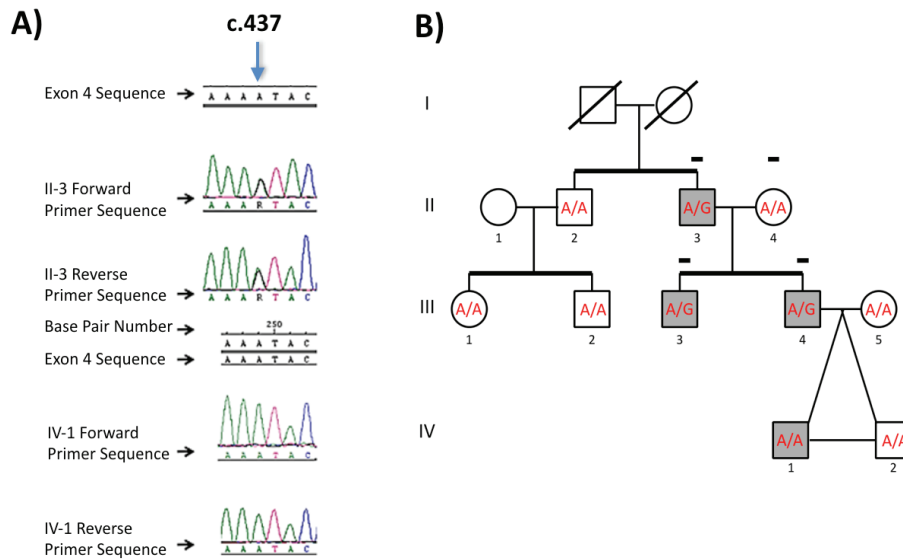 A)
c.437
Exon 4 Sequence
A A A A T A C
II-3 Forward
Primer Sequence
A A A R T A C
II-3 Reverse
Primer Sequence
A A A R T A C
Base Pair Number
250
Exon 4 Sequence
A A A T A C
A A A T A C
IV-1 Forward
Primer Sequence
A A A T A C
IV-1 Reverse
Primer Sequence
A A A T A C
B)
I
II
A/A
A/G
A/A
1
2
3
4
III
A/A
A/A
A/G
A/G
A/A
1
2
3
4
5
IV
A/A
A/A
1
2